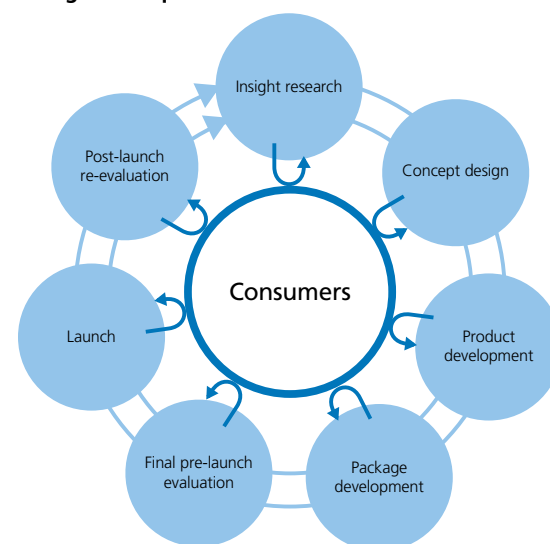 Insight research
Concept design
Product
development
Package
development
Final pre-launch
evaluation
Launch
Post-launch
re-evaluation
Consumers